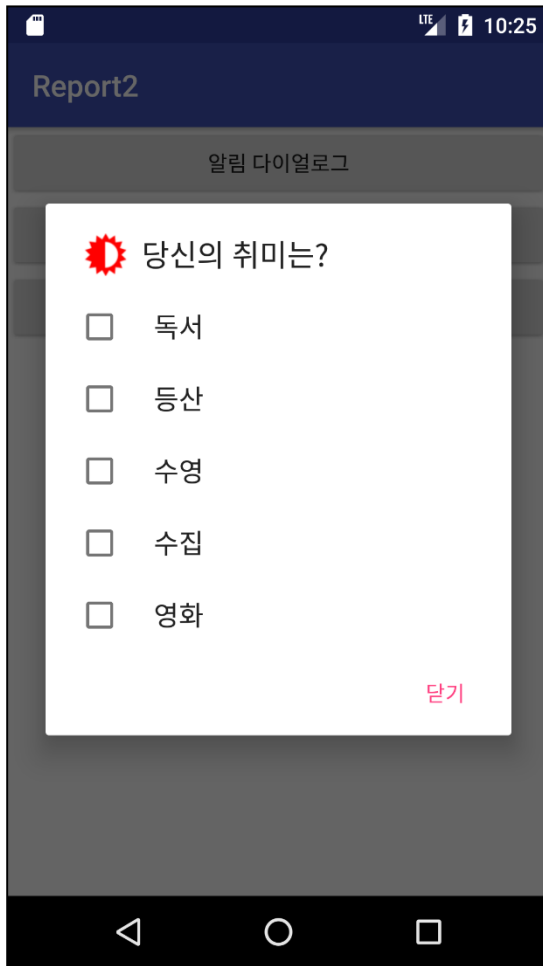 LTE 10:25
Report2
알림 다이얼로그
당신의 취미는?
독서
등산
수영
수집
영화
닫기